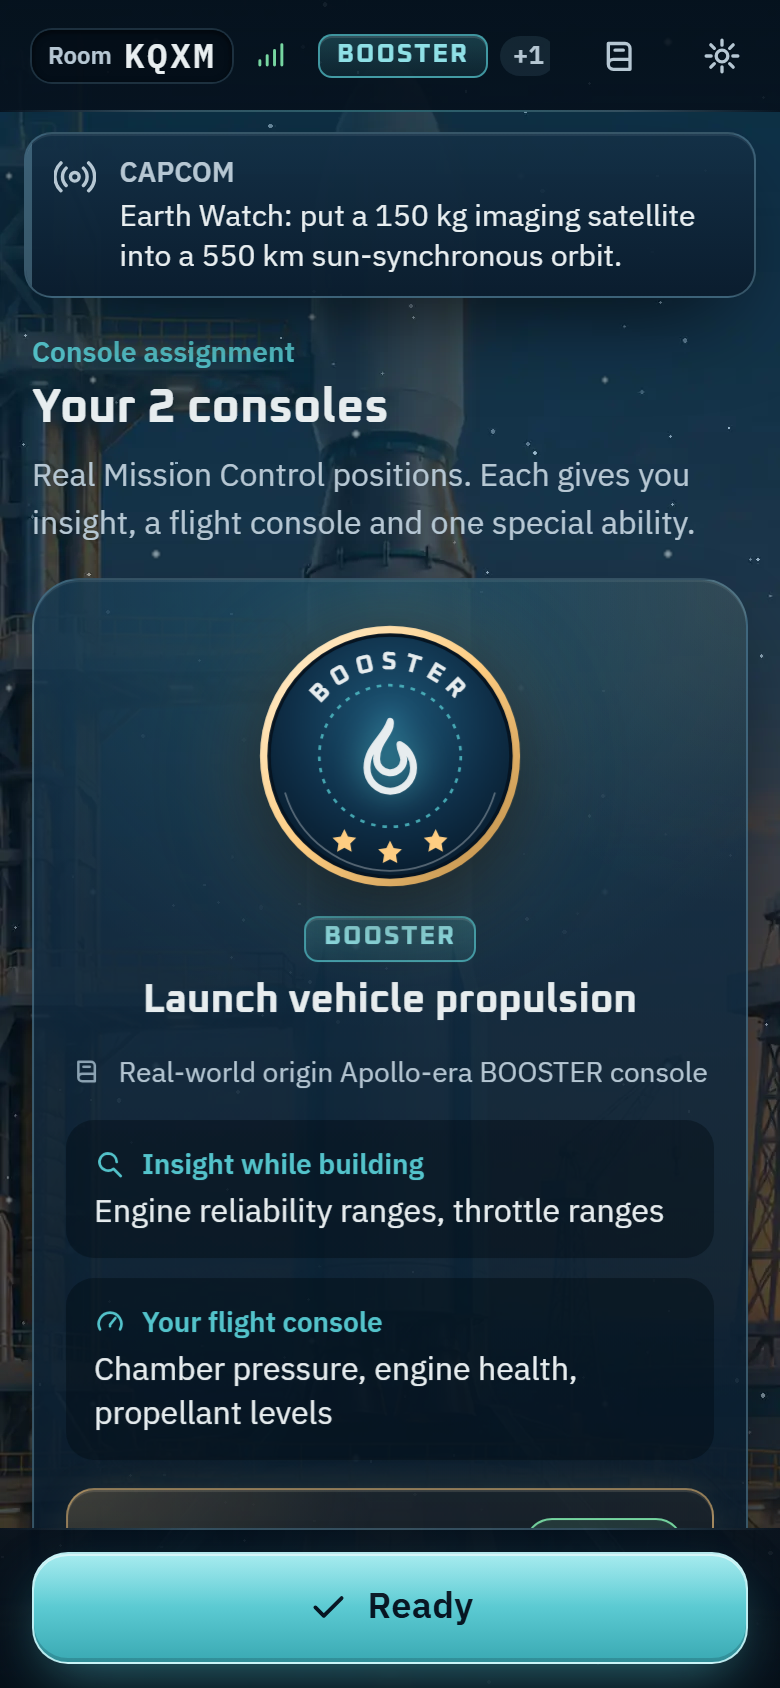 Room KQXM BOOSTER +1
CAPCOM
Earth Watch: put a 150 kg imaging satellite
into a 550 km sun-synchronous orbit.
Console assignment
Your 2 consoles
Real Mission Control positions. Each gives you
insight, a flight console and one special ability.
BOOSTER
BOOSTER
Launch vehicle propulsion
Real-world origin Apollo-era BOOSTER console
Insight while building
Engine reliability ranges, throttle ranges
Your flight console
Chamber pressure, engine health,
propellant levels
Ready